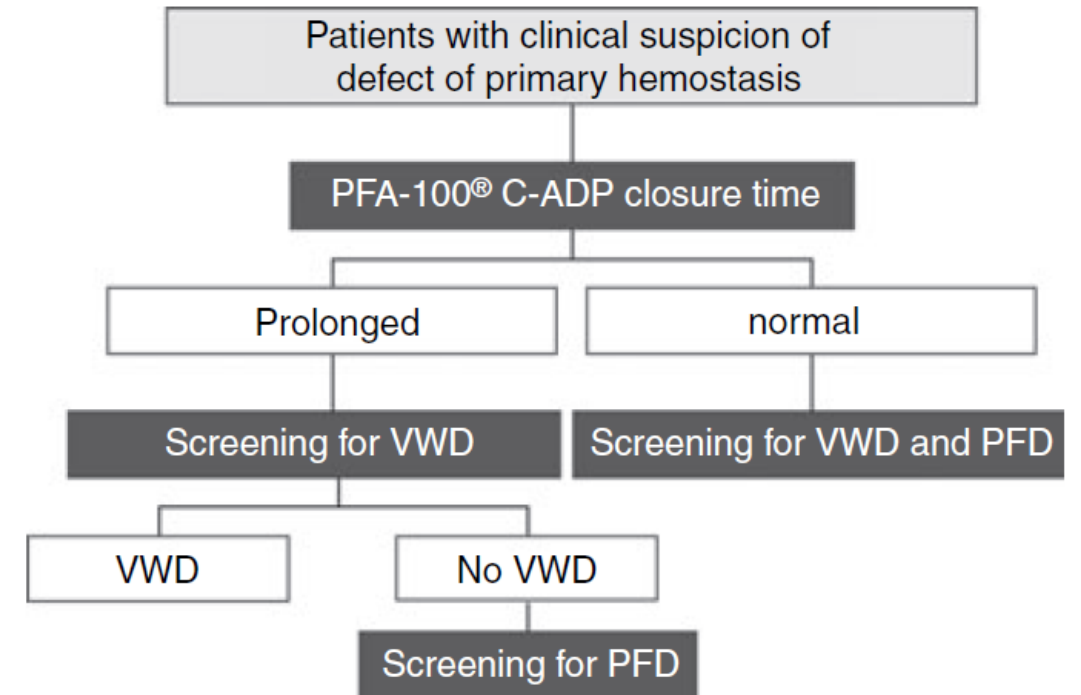 Patients with clinical suspicion of
defect of primary hemostasis
PFA-100® C-ADP closure time
Prolonged
normal
Screening for VWD
Screening for VWD and PFD
VWD
No VWD
Screening for PFD